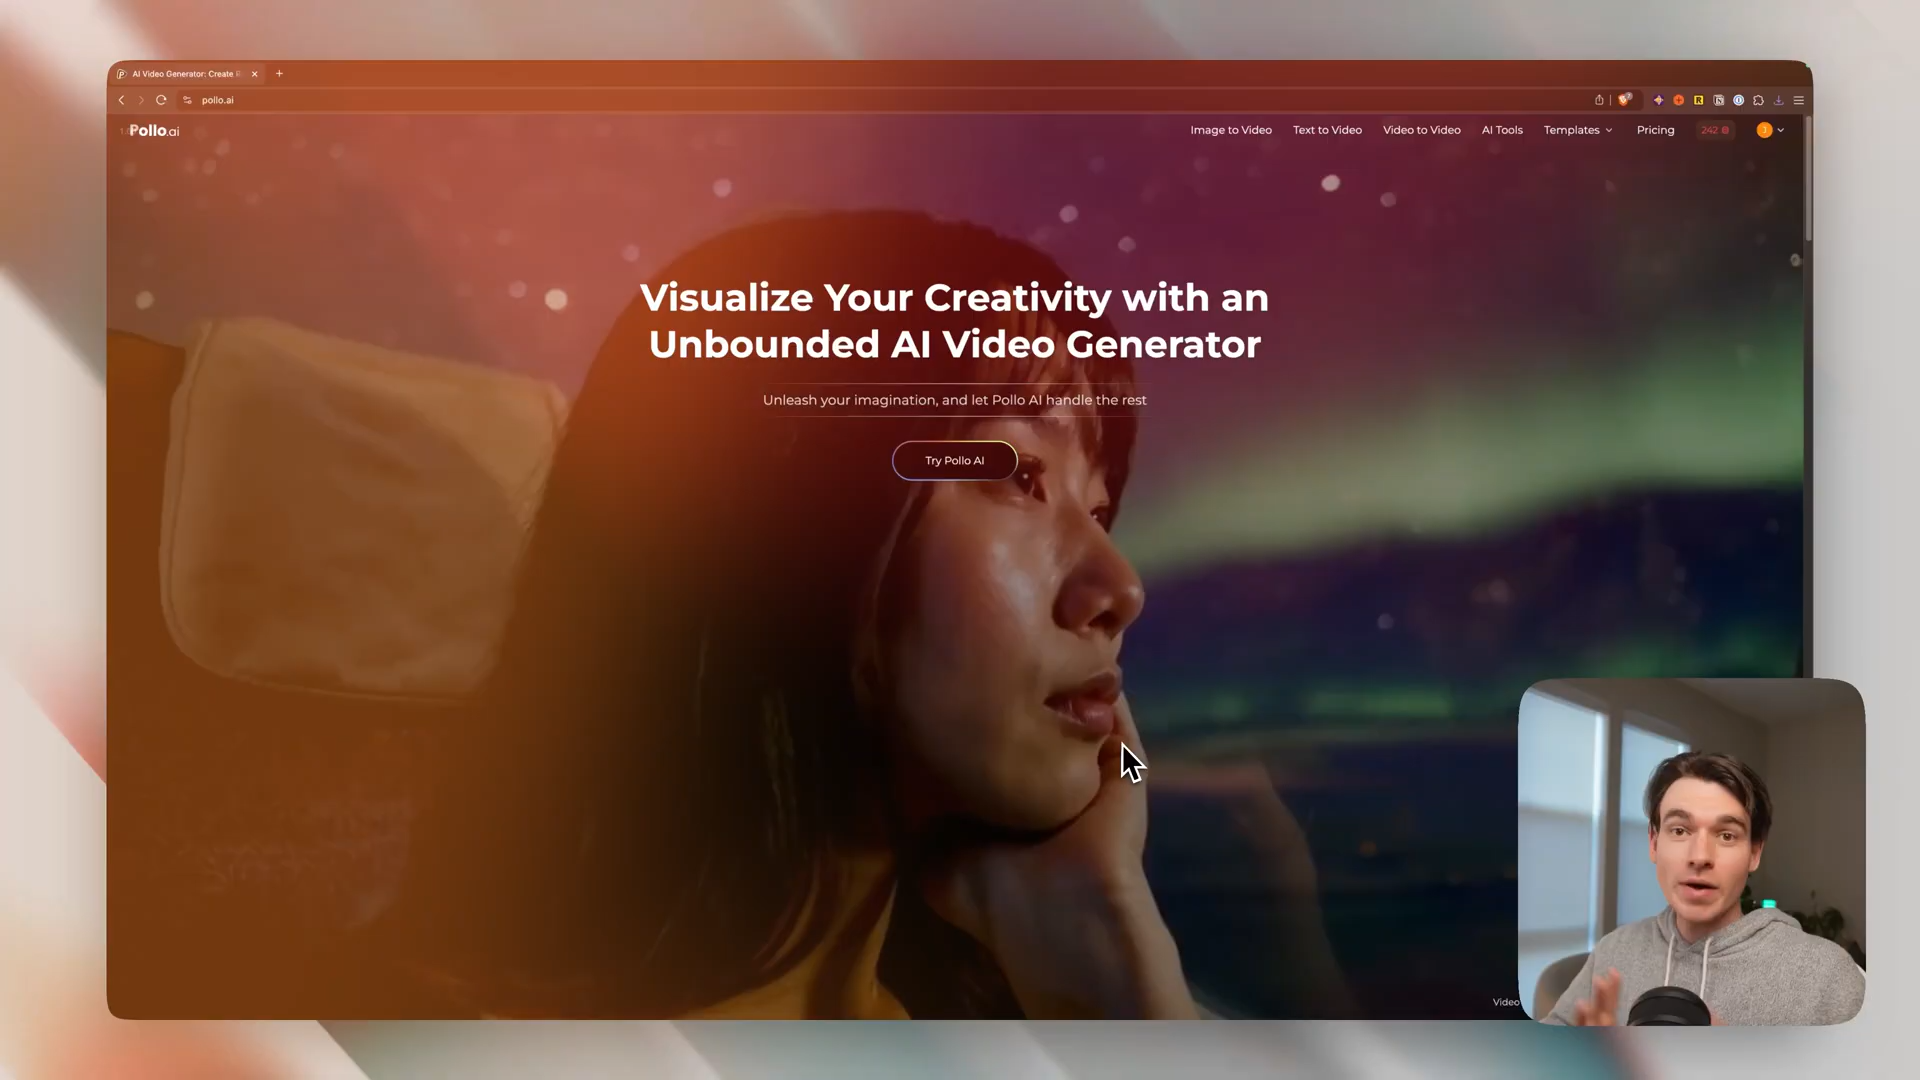 AI Video Generator: Create R
pollo.ai
Pollo.ai
Image to Video
Text to Video
Video to Video
AI Tools
Templates
Pricing
242
Visualize Your Creativity with an
Unbounded AI Video Generator
Unleash your imagination, and let Pollo AI handle the rest
Try Pollo AI
Video